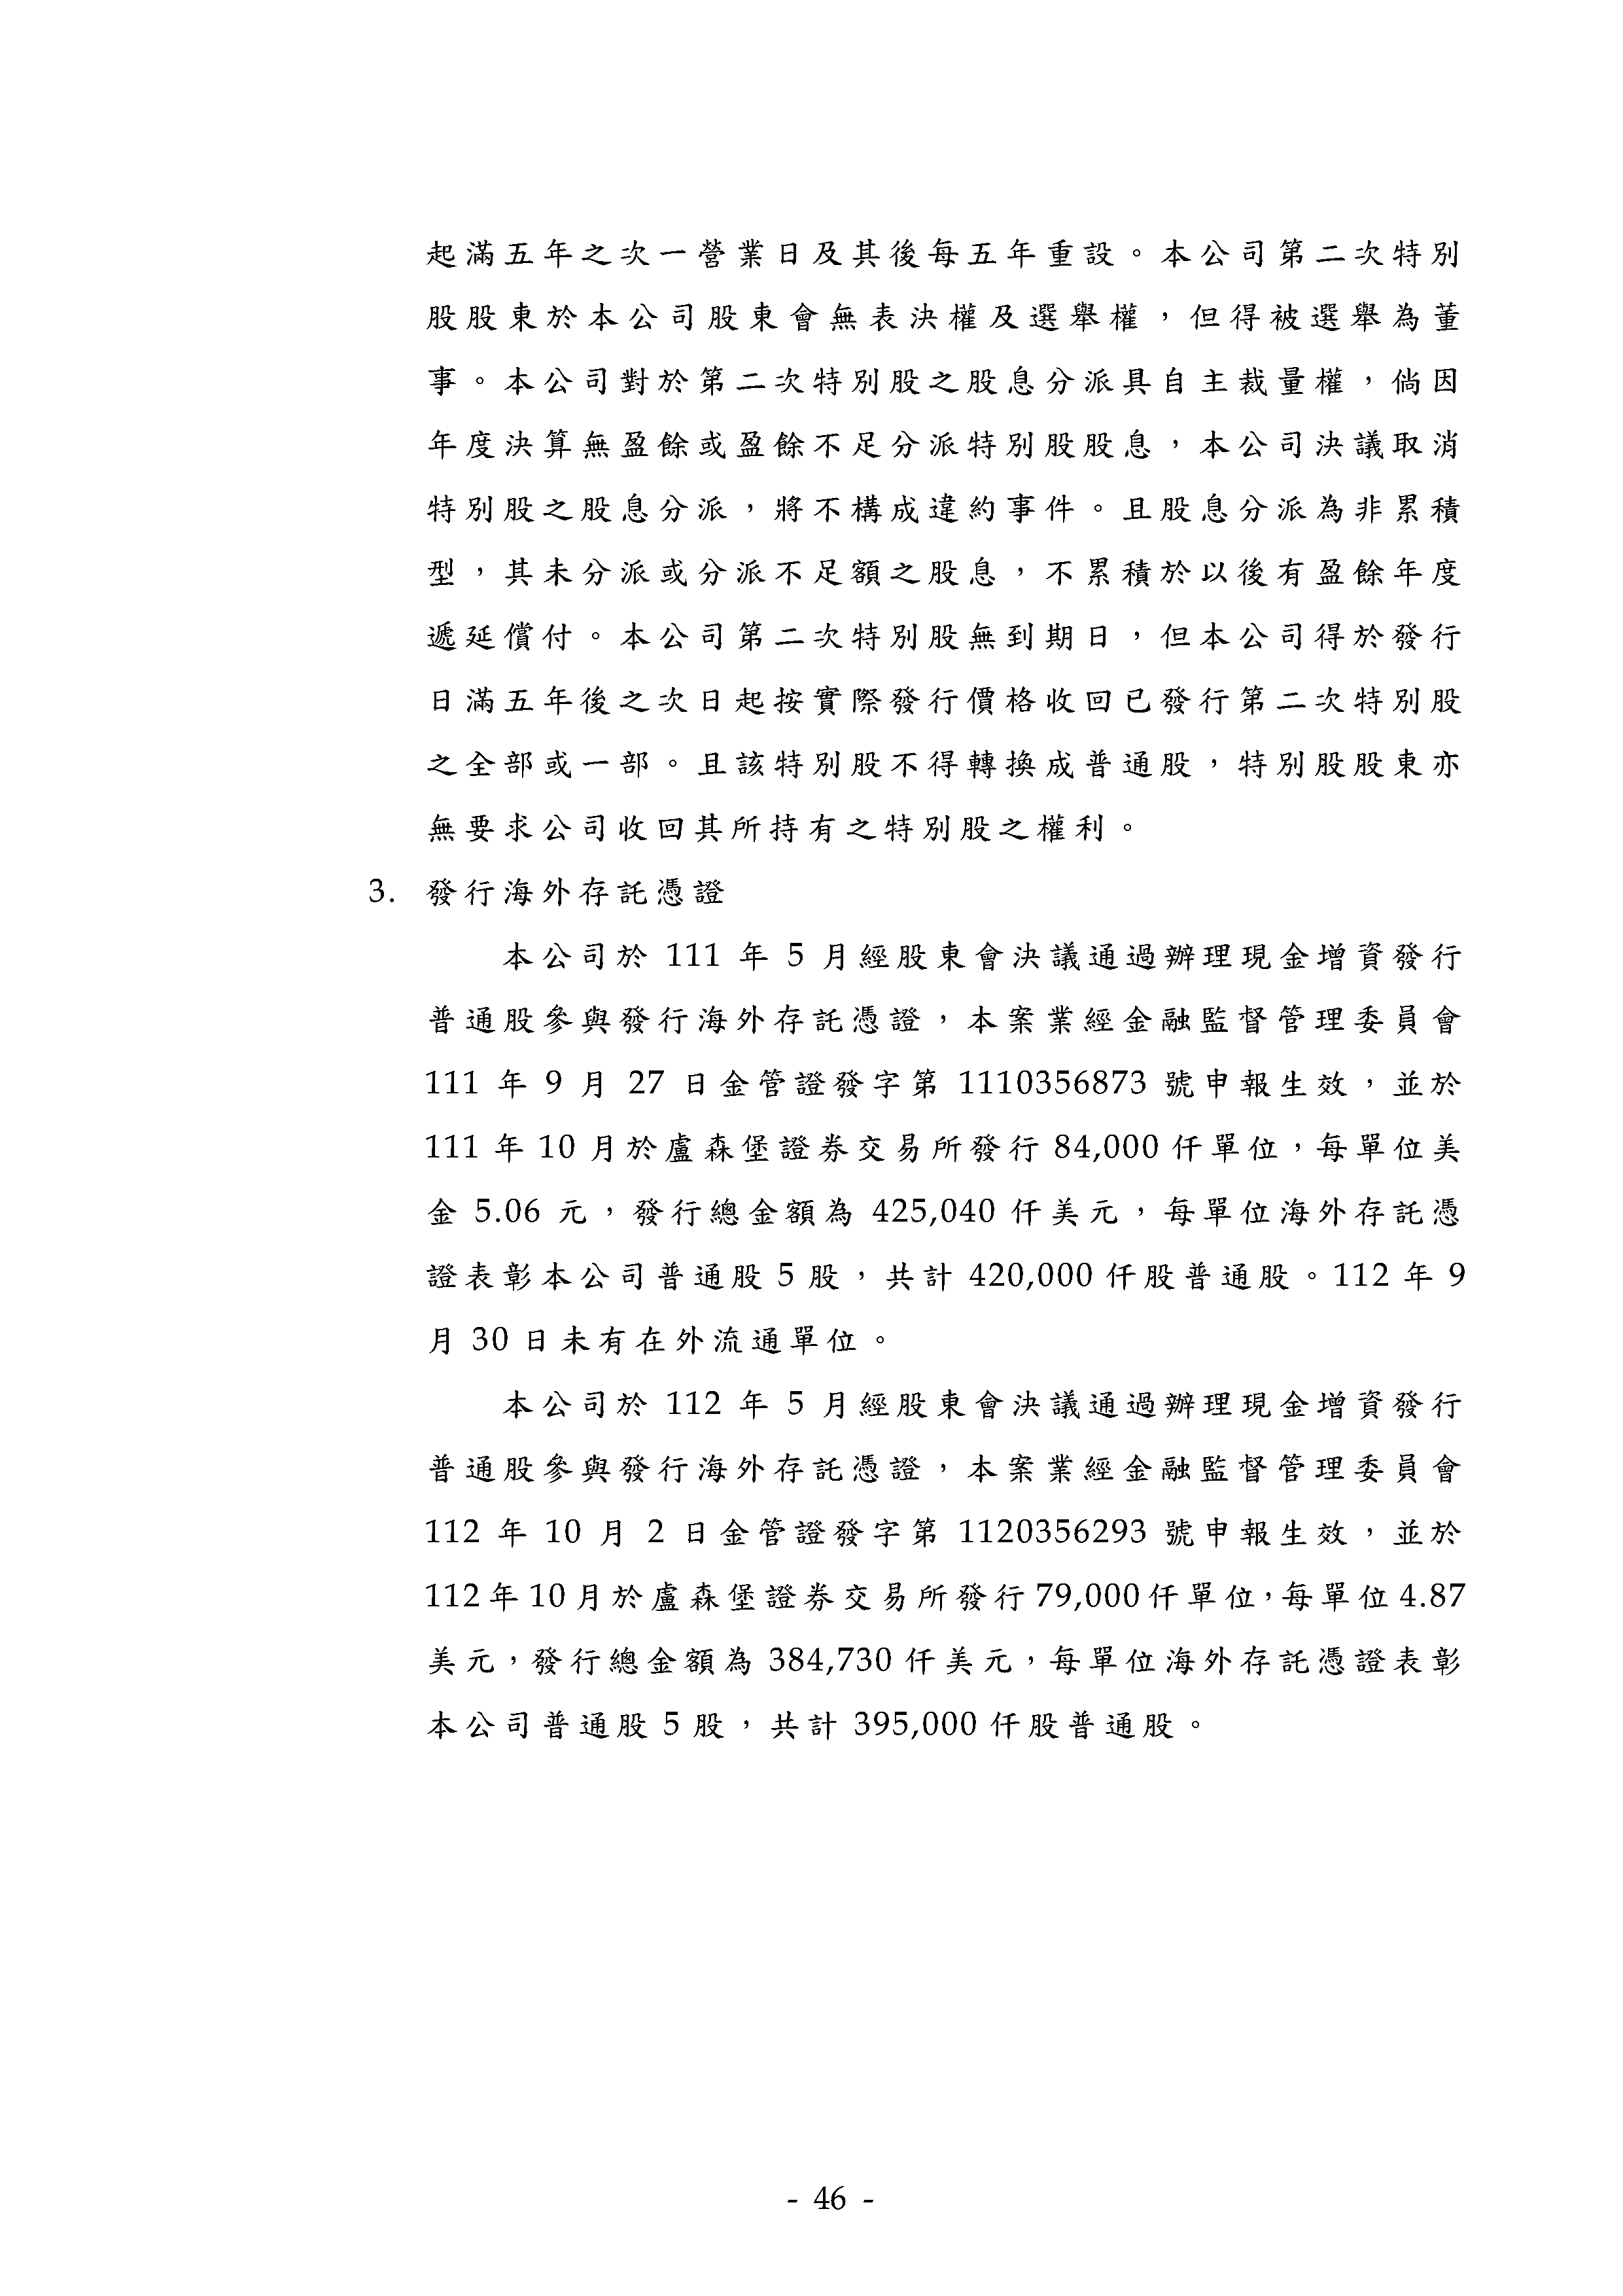 起滿五年之次一營業日及其後每五年重設。本公司第二次特別
股股東於本公司股東會無表決權及選舉權，但得被選舉為董
事。本公司對於第二次特別股之股息分派具自主裁量權，倘因
年度決算無盈餘或盈餘不足分派特別股股息，本公司決議取消
特別股之股息分派，將不構成違約事件。且股息分派為非累積
型，其未分派或分派不足額之股息，不累積於以後有盈餘年度
遞延償付。本公司第二次特別股無到期日，但本公司得於發行
日滿五年後之次日起按實際發行價格收回已發行第二次特別股
之全部或一部。且該特別股不得轉換成普通股，特別股股東亦
無要求公司收回其所持有之特別股之權利。
3. 發行海外存託憑證
本公司於 111 年 5 月經股東會決議通過辦理現金增資發行
普通股參與發行海外存託憑證，本案業經金融監督管理委員會
111 年 9 月 27 日金管證發字第 1110356873 號申報生效，並於
111 年 10 月於盧森堡證券交易所發行 84,000 仟單位，每單位美
金 5.06 元，發行總金額為 425,040 仟美元，每單位海外存託憑
證表彰本公司普通股 5 股，共計 420,000 仟股普通股。112 年 9
月 30 日未有在外流通單位。
本公司於 112 年 5 月經股東會決議通過辦理現金增資發行
普通股參與發行海外存託憑證，本案業經金融監督管理委員會
112 年 10 月 2 日金管證發字第 1120356293 號申報生效，並於
112 年 10 月於盧森堡證券交易所發行 79,000 仟單位，每單位 4.87
美元，發行總金額為 384,730 仟美元，每單位海外存託憑證表彰
本公司普通股 5 股，共計 395,000 仟股普通股。
- 46 -